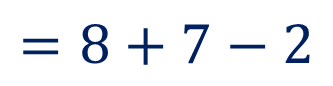 = 8 + 7 − 2